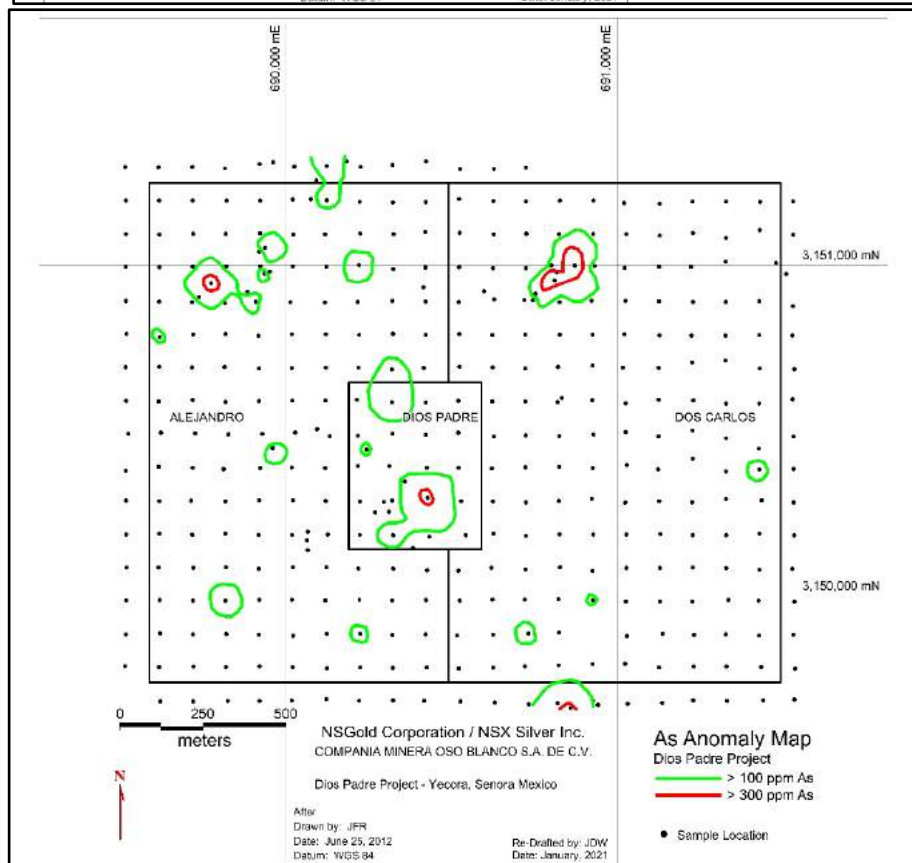 690,000 mE
691,000 mE
3,151,000 mN
ALEJANDRO
DIOS PADRE
DOS CARLOS
3,150,000 mN
0 250 500
meters
NSGold Corporation / NSX Silver Inc.
COMPANIA MINERA OSO BLANCO S.A. DE C.V.
Dios Padre Project - Yecora, Senora Mexico
As Anomaly Map
Dios Padre Project
> 100 ppm As
> 300 ppm As
Sample Location
N
After
Drawn by: JFR
Date: June 25, 2012
Datum: WGS 84
Re-Drafted by: JDW
Date: January, 2021